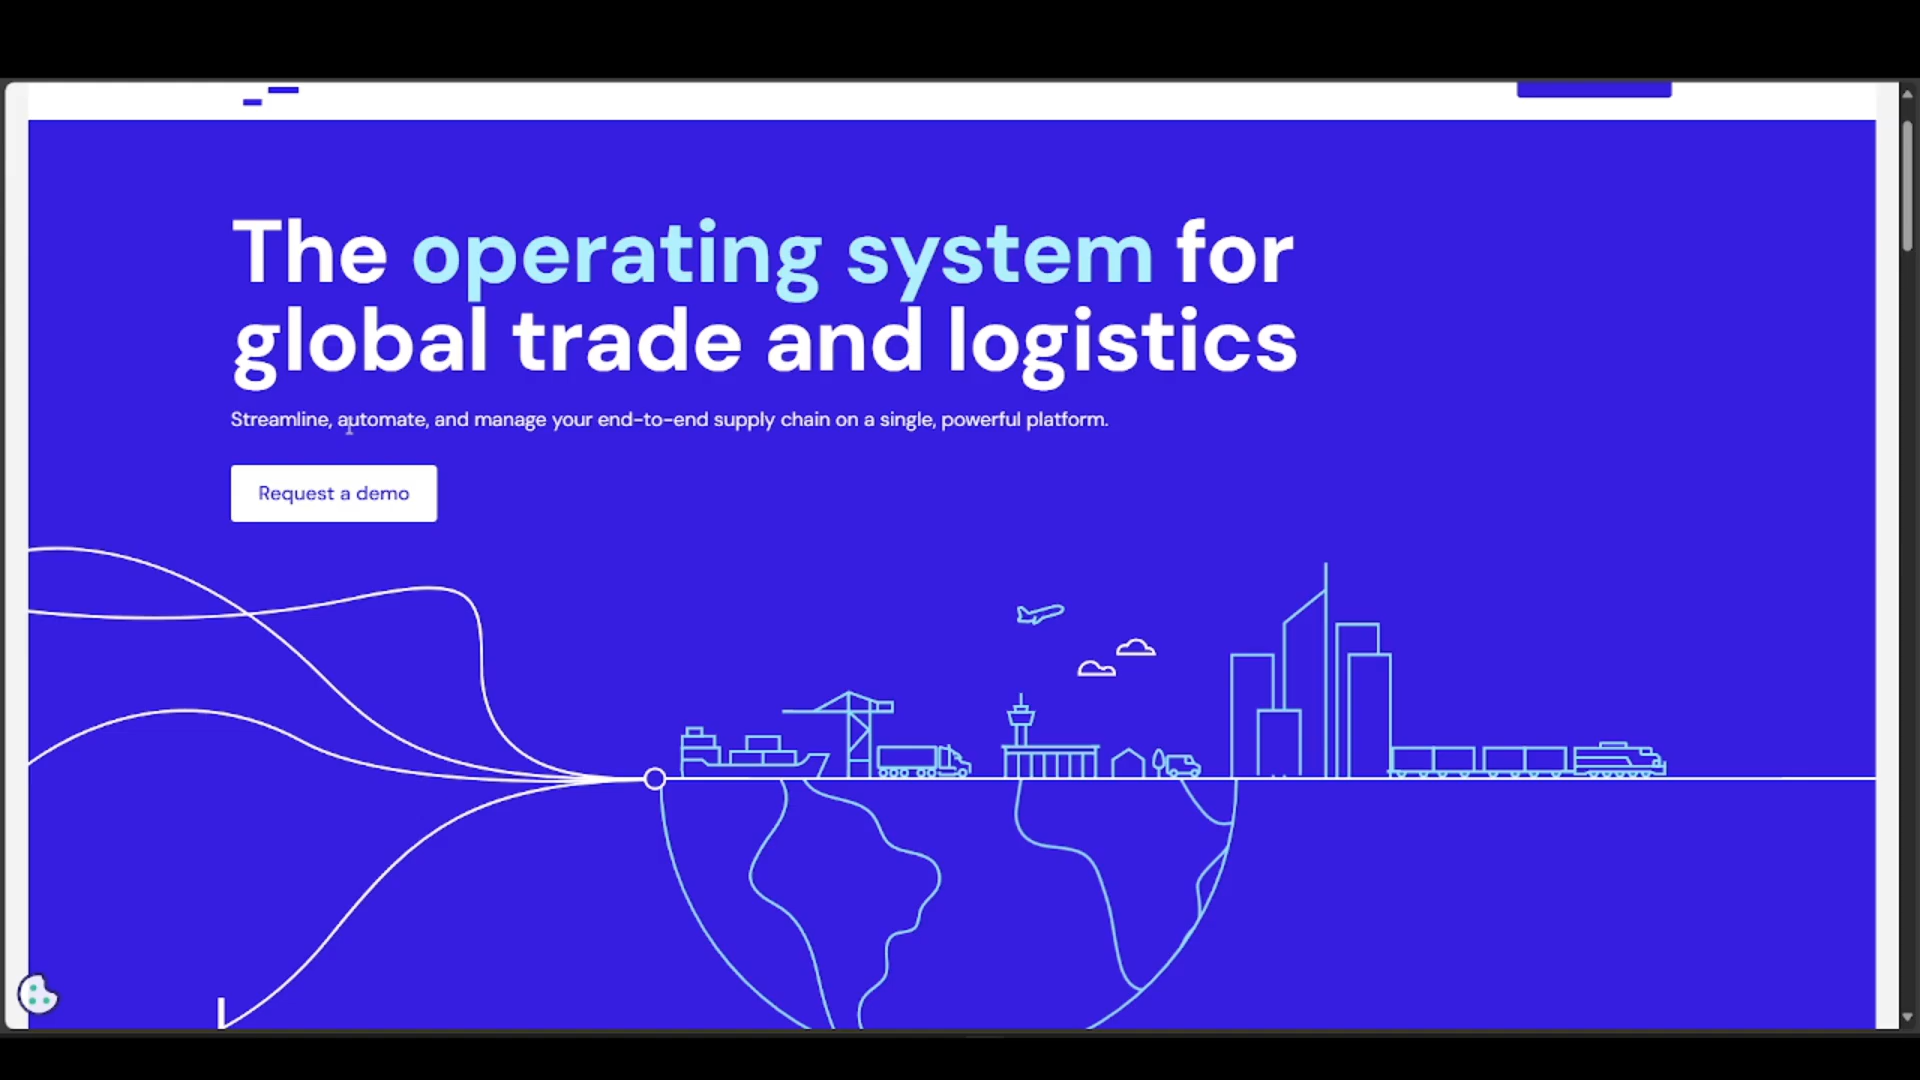 The operating system for
global trade and logistics
Streamline, automate, and manage your end-to-end supply chain on a single, powerful platform.
Request a demo